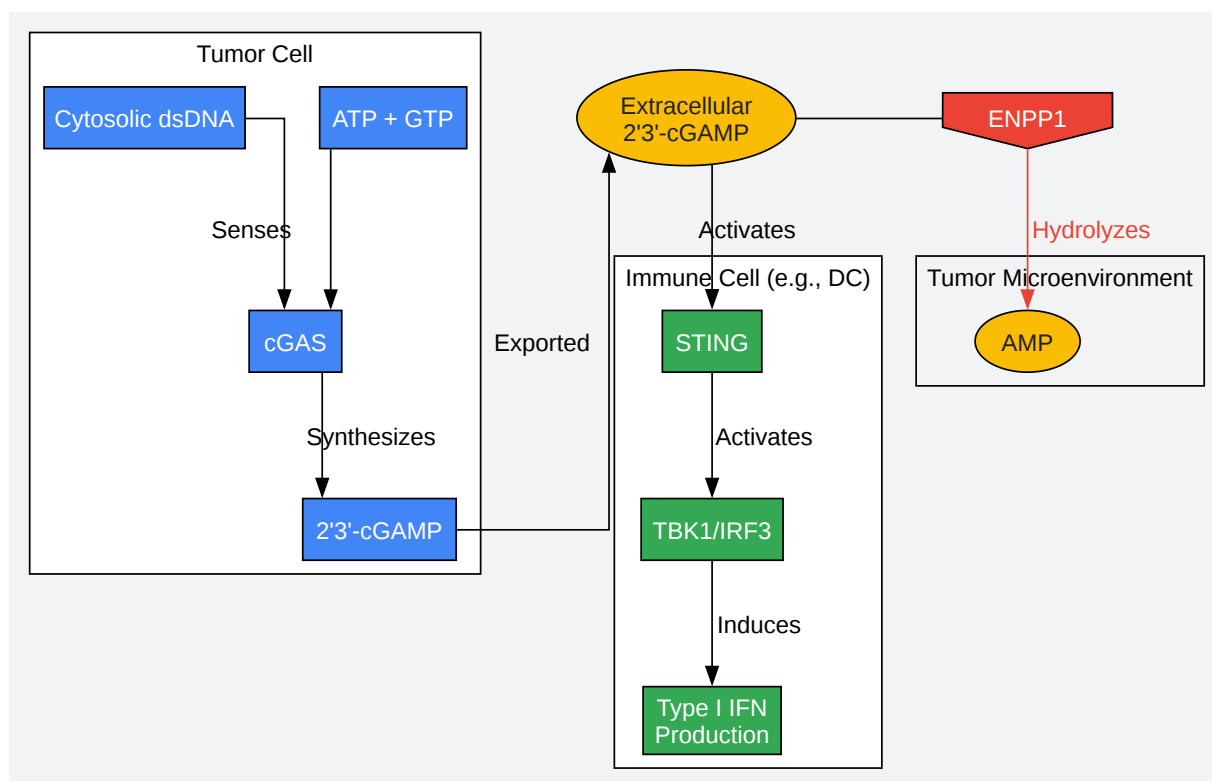 Tumor Cell
Cytosolic dsDNA
ATP + GTP
Senses
cGAS
Synthesizes
2'3'-cGAMP
Exported
Extracellular
2'3'-cGAMP
Activates
Immune Cell (e.g., DC)
STING
Activates
TBK1/IRF3
Induces
Type I IFN
Production
ENPP1
Hydrolyzes
Tumor Microenvironment
AMP